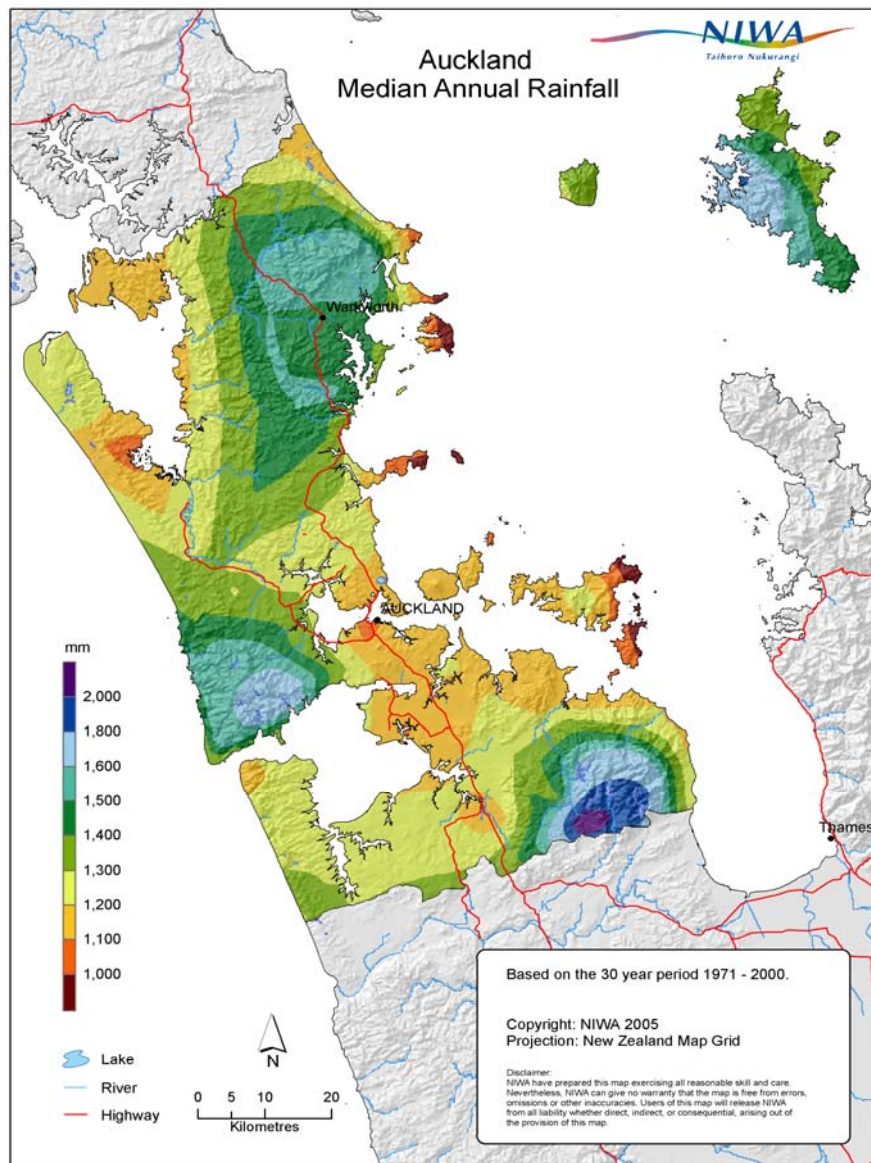 NIWA
Taihoro Nukurangi
Auckland
Median Annual Rainfall
Warkworth
AUCKLAND
Thames
mm
2,000
1,800
1,600
1,500
1,400
1,300
1,200
1,100
1,000
Lake
River
Highway
N
0 5 10 20
Kilometres
Based on the 30 year period 1971 - 2000.
Copyright: NIWA 2005
Projection: New Zealand Map Grid
Disclaimer:
NIWA have prepared this map exercising all reasonable skill and care.
Nevertheless, NIWA can give no warranty that the map is free from errors,
omissions or other inaccuracies. Users of this map will release NIWA
from all liability whether direct, indirect, or consequential, arising out of
the provision of this map.